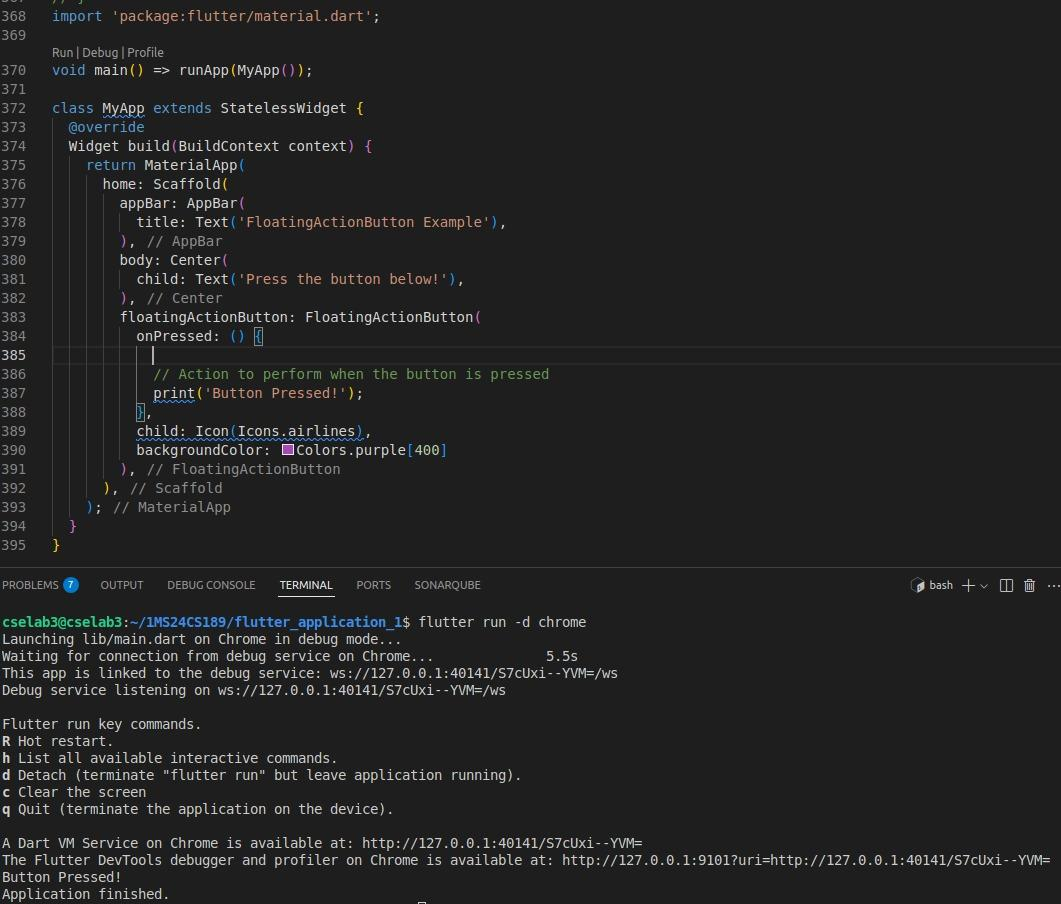 367 // }
368 import 'package:flutter/material.dart';
369
Run | Debug | Profile
370 void main() => runApp(MyApp());
371
372 class MyApp extends StatelessWidget {
373   @override
374   Widget build(BuildContext context) {
375     return MaterialApp(
376       home: Scaffold(
377         appBar: AppBar(
378           title: Text('FloatingActionButton Example'),
379         ), // AppBar
380         body: Center(
381           child: Text('Press the button below!'),
382         ), // Center
383         floatingActionButton: FloatingActionButton(
384           onPressed: () {
385
386             // Action to perform when the button is pressed
387             print('Button Pressed!');
388           },
389           child: Icon(Icons.airlines),
390           backgroundColor: Colors.purple[400]
391         ), // FloatingActionButton
392       ), // Scaffold
393     ); // MaterialApp
394   }
395 }
PROBLEMS 7 OUTPUT DEBUG CONSOLE TERMINAL PORTS SONARQUBE bash
cselab3@cselab3:~/1MS24CS189/flutter_application_1$ flutter run -d chrome
Launching lib/main.dart on Chrome in debug mode...
Waiting for connection from debug service on Chrome... 5.5s
This app is linked to the debug service: ws://127.0.0.1:40141/S7cUxi--YVM=/ws
Debug service listening on ws://127.0.0.1:40141/S7cUxi--YVM=/ws
Flutter run key commands.
R Hot restart.
h List all available interactive commands.
d Detach (terminate "flutter run" but leave application running).
c Clear the screen
q Quit (terminate the application on the device).
A Dart VM Service on Chrome is available at: http://127.0.0.1:40141/S7cUxi--YVM=
The Flutter DevTools debugger and profiler on Chrome is available at: http://127.0.0.1:9101?uri=http://127.0.0.1:40141/S7cUxi--YVM=
Button Pressed!
Application finished.